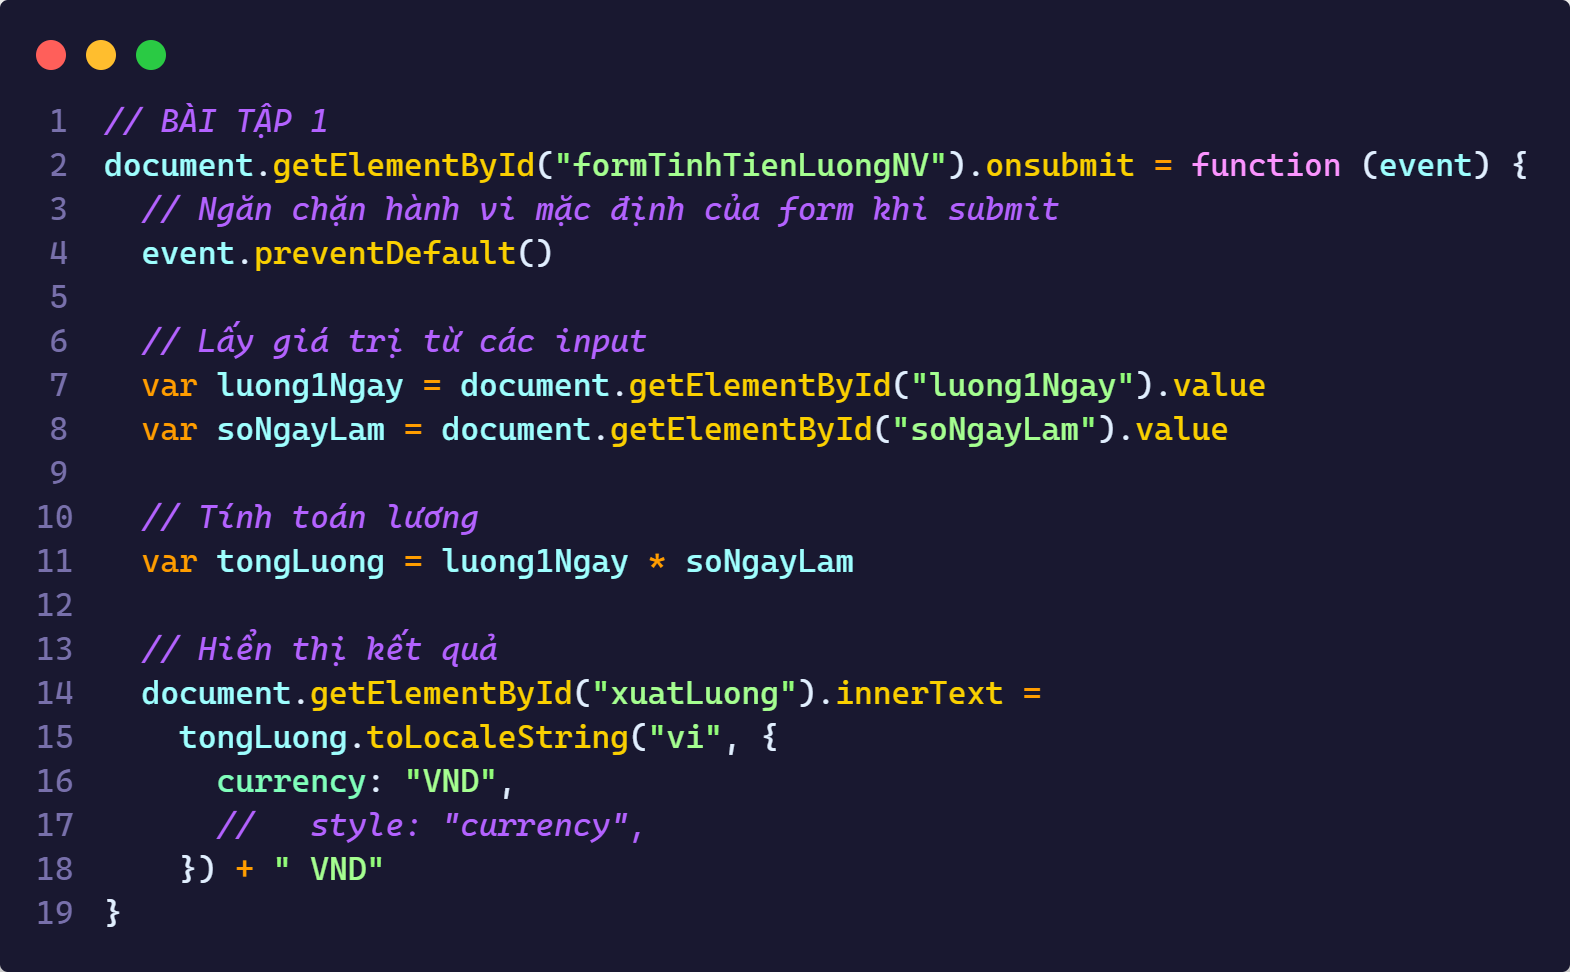 1 // BÀI TẬP 1
2 document.getElementById("formTinhTienLuongNV").onsubmit = function (event) {
3   // Ngăn chặn hành vi mặc định của form khi submit
4   event.preventDefault()
5
6   // Lấy giá trị từ các input
7   var luong1Ngay = document.getElementById("luong1Ngay").value
8   var soNgayLam = document.getElementById("soNgayLam").value
9
10   // Tính toán lương
11   var tongLuong = luong1Ngay * soNgayLam
12
13   // Hiển thị kết quả
14   document.getElementById("xuatLuong").innerText =
15     tongLuong.toLocaleString("vi", {
16       currency: "VND",
17       //   style: "currency",
18     }) + " VND"
19 }